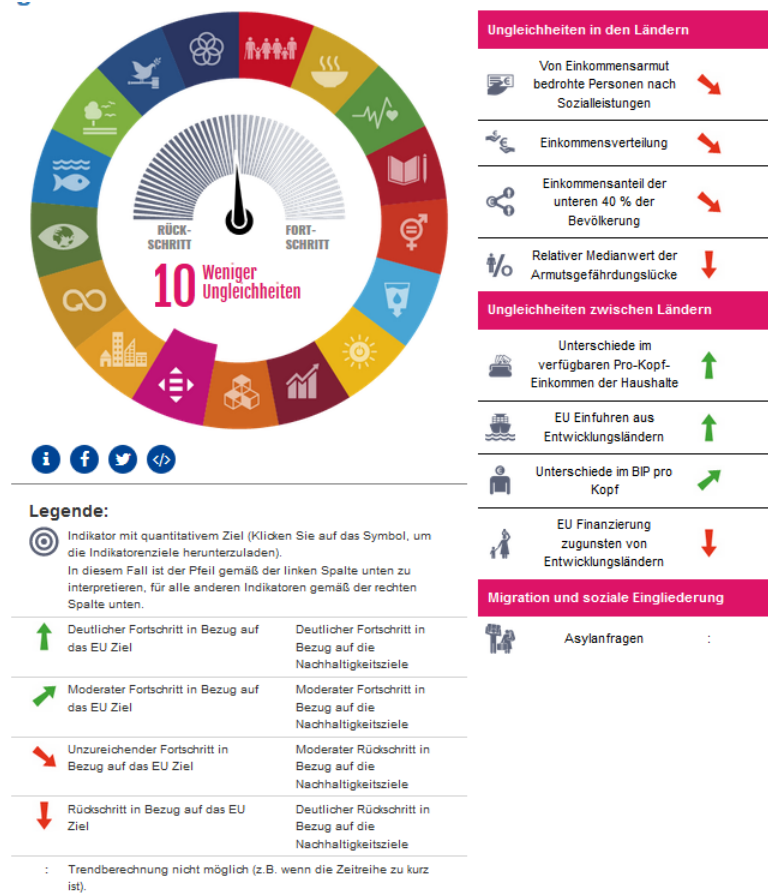 RÜCK-
SCHRITT
FORT-
SCHRITT
10 Weniger
Ungleichheiten
Legende:
Indikator mit quantitativem Ziel (Klicken Sie auf das Symbol, um
die Indikatorenziele herunterzuladen).
In diesem Fall ist der Pfeil gemäß der linken Spalte unten zu
interpretieren, für alle anderen Indikatoren gemäß der rechten
Spalte unten.
Deutlicher Fortschritt in Bezug auf
das EU Ziel
Deutlicher Fortschritt in
Bezug auf die
Nachhaltigkeitsziele
Moderater Fortschritt in Bezug auf
das EU Ziel
Moderater Fortschritt in
Bezug auf die
Nachhaltigkeitsziele
Unzureichender Fortschritt in
Bezug auf das EU Ziel
Moderater Rückschritt in
Bezug auf die
Nachhaltigkeitsziele
Rückschritt in Bezug auf das EU
Ziel
Deutlicher Rückschritt in
Bezug auf die
Nachhaltigkeitsziele
: Trendberechnung nicht möglich (z.B. wenn die Zeitreihe zu kurz
ist).
Ungleichheiten in den Ländern
Von Einkommensarmut
bedrohte Personen nach
Sozialleistungen
Einkommensverteilung
Einkommensanteil der
unteren 40 % der
Bevölkerung
Relativer Medianwert der
Armutsgefährdungslücke
Ungleichheiten zwischen Ländern
Unterschiede im
verfügbaren Pro-Kopf-
Einkommen der Haushalte
EU Einfuhren aus
Entwicklungsländern
Unterschiede im BIP pro
Kopf
EU Finanzierung
zugunsten von
Entwicklungsländern
Migration und soziale Eingliederung
Asylanfragen :